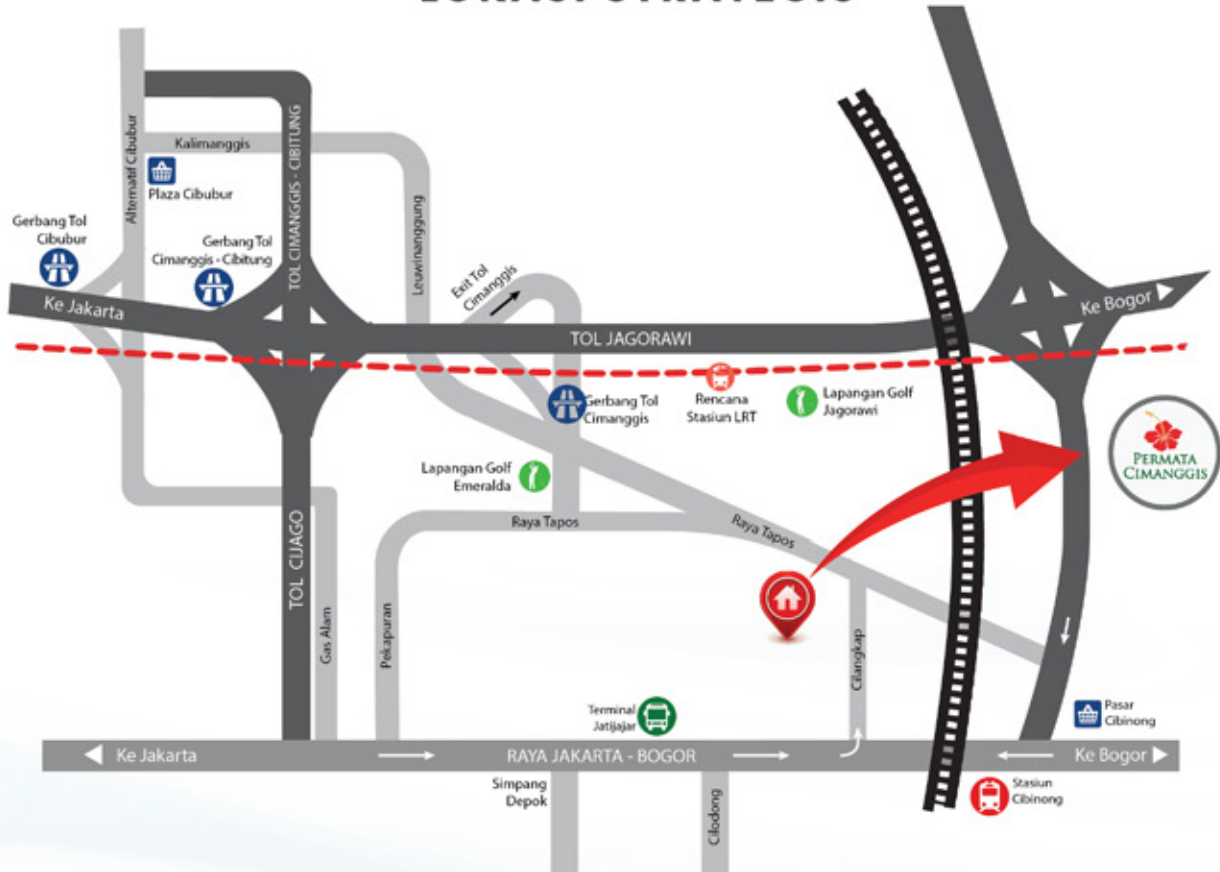 LOKASI STRATEGIS
Alternatif Cibubur
Kalimanggis
TOL CIMANGGIS - CIBITUNG
Plaza Cibubur
Gerbang Tol
Cibubur
Gerbang Tol
Cimanggis - Cibitung
Leuwinanggung
Exit Tol
Cimanggis
Ke Jakarta
TOL JAGORAWI
Ke Bogor
Gerbang Tol
Cimanggis
Rencana
Stasiun LRT
Lapangan Golf
Jagorawi
PERMATA
CIMANGGIS
Lapangan Golf
Emeralda
Raya Tapos
Raya Tapos
TOL CIJAGO
Gas Alam
Pekapuran
Cilangkap
Terminal
Jatijajar
Pasar
Cibinong
Ke Jakarta
RAYA JAKARTA - BOGOR
Ke Bogor
Simpang
Depok
Cilodong
Stasiun
Cibinong